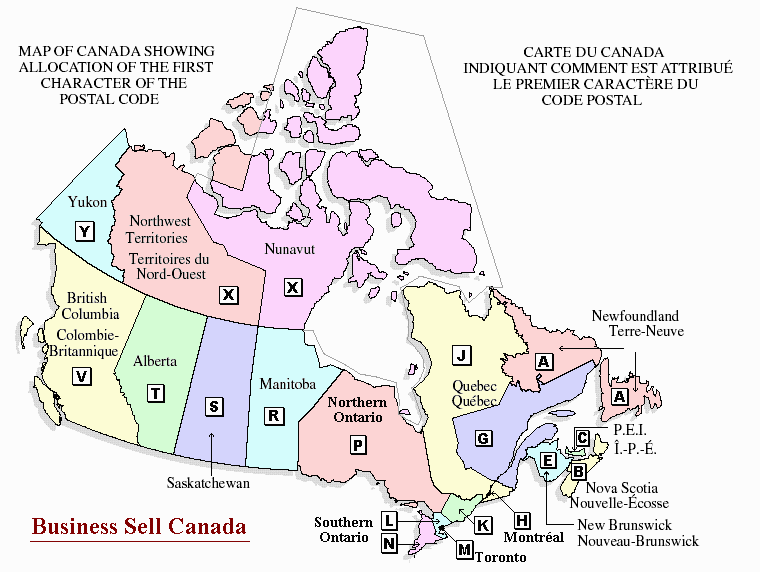 MAP OF CANADA SHOWING
ALLOCATION OF THE FIRST
CHARACTER OF THE
POSTAL CODE
CARTE DU CANADA
INDIQUANT COMMENT EST ATTRIBUÉ
LE PREMIER CARACTÈRE DU
CODE POSTAL
Yukon
Y
Northwest
Territories
Territoires du
Nord-Ouest
X
Nunavut
X
British
Columbia
Colombie-
Britannique
V
Alberta
T
S
Saskatchewan
Manitoba
R
Northern
Ontario
P
J
Quebec
Québec
G
Newfoundland
Terre-Neuve
A
A
P.E.I.
Î.-P.-É.
C
E
B
Nova Scotia
Nouvelle-Écosse
New Brunswick
Nouveau-Brunswick
H
Montréal
K
Southern
Ontario
L
N
M
Toronto
Business Sell Canada